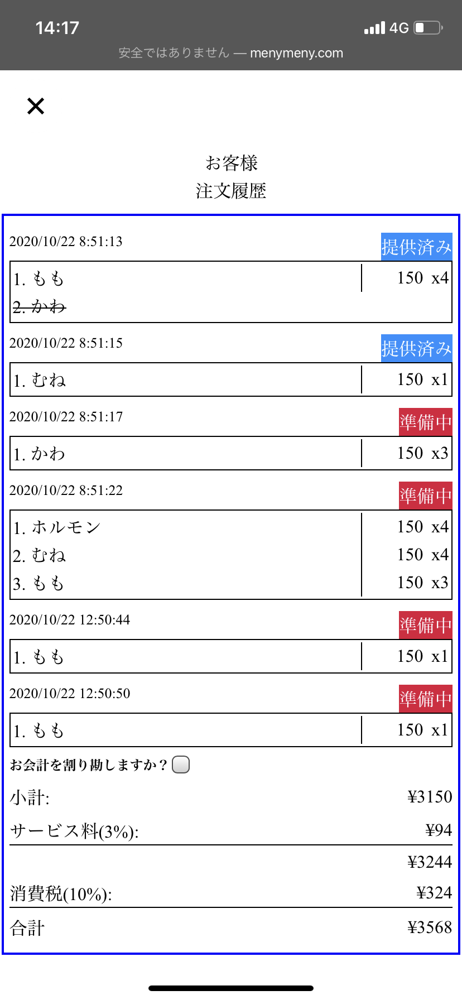 14:17
4G
安全ではありません — menymeny.com
お客様
注文履歴
2020/10/22 8:51:13 提供済み
1. もも 150 x4
2. かわ
2020/10/22 8:51:15 提供済み
1. むね 150 x1
2020/10/22 8:51:17 準備中
1. かわ 150 x3
2020/10/22 8:51:22 準備中
1. ホルモン 150 x4
2. むね 150 x4
3. もも 150 x3
2020/10/22 12:50:44 準備中
1. もも 150 x1
2020/10/22 12:50:50 準備中
1. もも 150 x1
お会計を割り勘しますか？
小計: ¥3150
サービス料(3%): ¥94
¥3244
消費税(10%): ¥324
合計 ¥3568